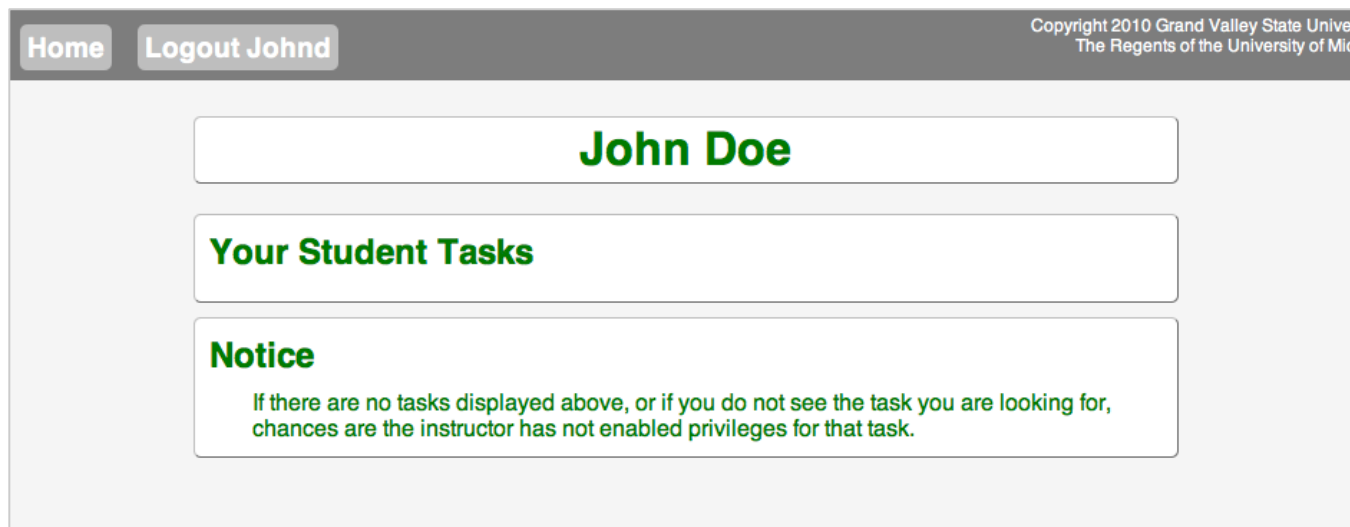 Home Logout Johnd
Copyright 2010 Grand Valley State
The Regents of the University of
John Doe
Your Student Tasks
Notice
If there are no tasks displayed above, or if you do not see the task you are looking for,
chances are the instructor has not enabled privileges for that task.